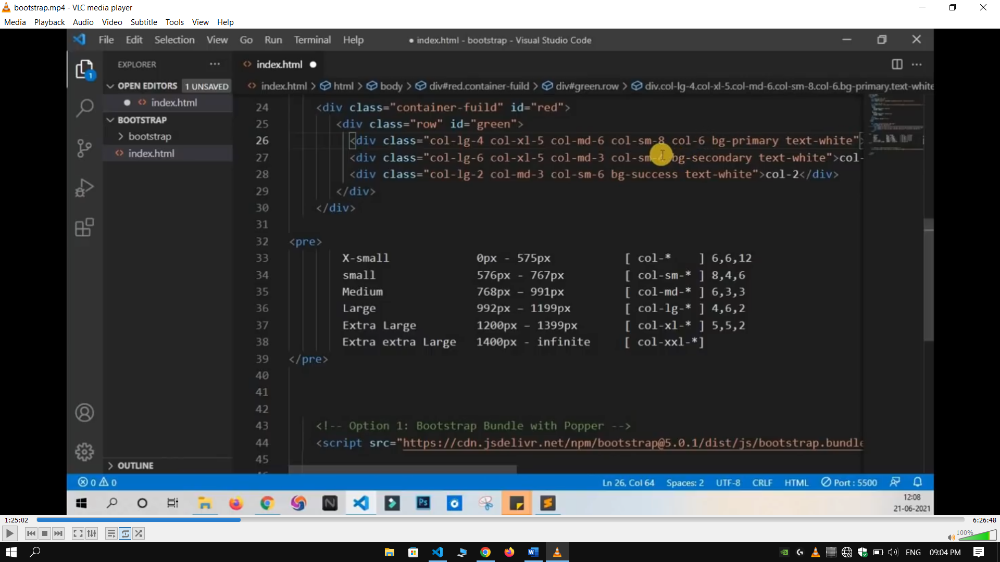 bootstrap.mp4 - VLC media player
Media Playback Audio Video Subtitle Tools View Help
File Edit Selection View Go Run Terminal Help
● index.html - bootstrap - Visual Studio Code
EXPLORER
index.html
OPEN EDITORS 1 UNSAVED
index.html
BOOTSTRAP
bootstrap
index.html
OUTLINE
index.html > html > body > div#red.container-fuild > div#green.row > div.col-lg-4.col-xl-5.col-md-6.col-sm-8.col-6.bg-primary.text-white
24 <div class="container-fuild" id="red">
25 <div class="row" id="green">
26 <div class="col-lg-4 col-xl-5 col-md-6 col-sm-8 col-6 bg-primary text-white">
27 <div class="col-lg-6 col-xl-5 col-md-3 col-sm-4 bg-secondary text-white">col-
28 <div class="col-lg-2 col-md-3 col-sm-6 bg-success text-white">col-2</div>
29 </div>
30 </div>
31
32 <pre>
33 X-small 0px - 575px [ col-* ] 6,6,12
34 small 576px - 767px [ col-sm-* ] 8,4,6
35 Medium 768px – 991px [ col-md-* ] 6,3,3
36 Large 992px – 1199px [ col-lg-* ] 4,6,2
37 Extra Large 1200px – 1399px [ col-xl-* ] 5,5,2
38 Extra extra Large 1400px - infinite [ col-xxl-*]
39 </pre>
40
41
42
43 <!-- Option 1: Bootstrap Bundle with Popper -->
44 <script src="https://cdn.jsdelivr.net/npm/bootstrap@5.0.1/dist/js/bootstrap.bundle
45
0 0 Ln 26, Col 64 Spaces: 2 UTF-8 CRLF HTML Port : 5500
12:08
21-06-2021
1:25:02 6:26:48
100%
ENG 09:04 PM